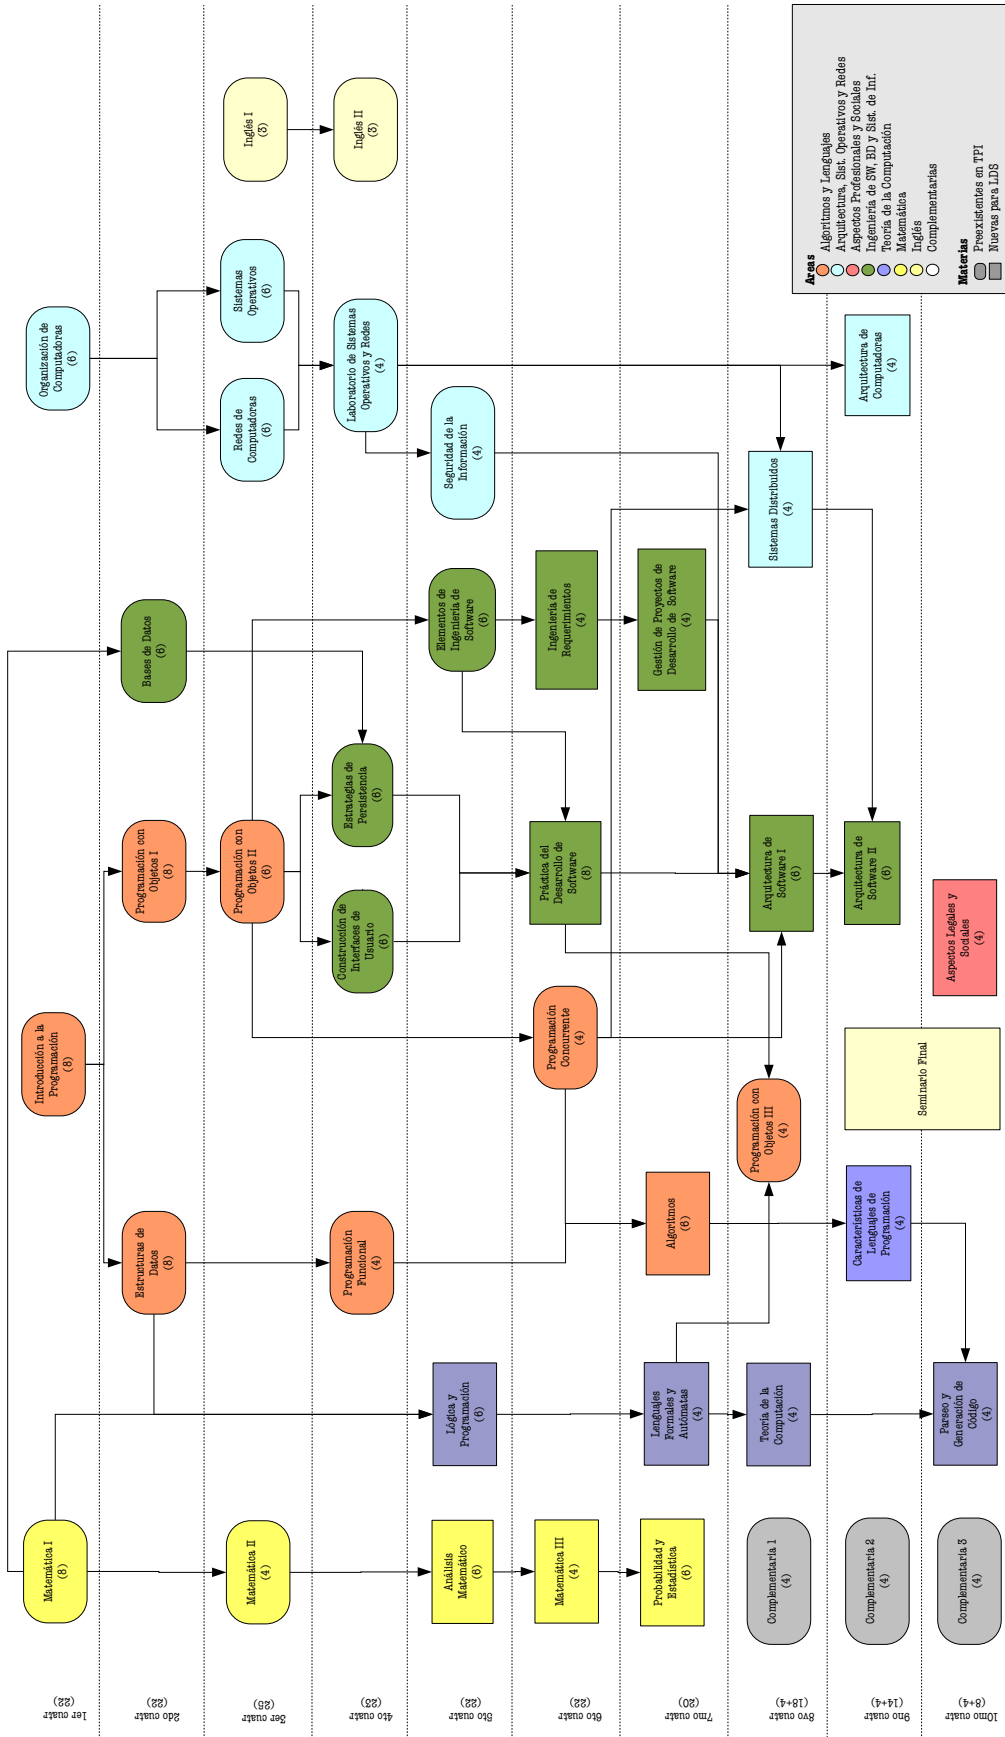 1er cuatr
(22)
Matemática I
(8)
Introducción a la
Programación
(8)
Organización de
Computadoras
(6)
2do cuatr
(22)
Estructuras de
Datos
(8)
Programación con
Objetos I
(8)
Bases de Datos
(6)
3er cuatr
(25)
Matemática II
(4)
Programación con
Objetos II
(6)
Redes de
Computadoras
(6)
Sistemas
Operativos
(6)
Inglés I
(3)
4to cuatr
(23)
Programación
Funcional
(4)
Construcción de
Interfaces de
Usuario
(6)
Estrategias de
Persistencia
(6)
Laboratorio de Sistemas
Operativos y Redes
(4)
Inglés II
(3)
5to cuatr
(22)
Análisis
Matemático
(6)
Lógica y
Programación
(6)
Elementos de
Ingeniería de
Software
(6)
Seguridad de la
Información
(4)
6to cuatr
(22)
Matemática III
(4)
Programación
Concurrente
(4)
Práctica del
Desarrollo de
Software
(8)
Ingeniería de
Requerimientos
(4)
7mo cuatr
(20)
Probabilidad y
Estadística
(6)
Lenguajes
Formales y
Autómatas
(4)
Algoritmos
(6)
Gestión de Proyectos de
Desarrollo de Software
(4)
8vo cuatr
(18+4)
Complementaria 1
(4)
Teoría de la
Computación
(4)
Programación con
Objetos III
(4)
Arquitectura de
Software I
(6)
Sistemas Distribuidos
(4)
9no cuatr
(14+4)
Complementaria 2
(4)
Características de
Lenguajes de
Programación
(4)
Seminario Final
Arquitectura de
Software II
(6)
Arquitectura de
Computadoras
(4)
10mo cuatr
(8+4)
Complementaria 3
(4)
Parseo y
Generación de
Código
(4)
Aspectos Legales y
Sociales
(4)
Areas
Algoritmos y Lenguajes
Arquitectura, Sist. Operativos y Redes
Aspectos Profesionales y Sociales
Ingeniería de SW, BD y Sist. de Inf.
Teoría de la Computación
Matemática
Inglés
Complementarias
Materias
Preexistentes en TPI
Nuevas para LDS